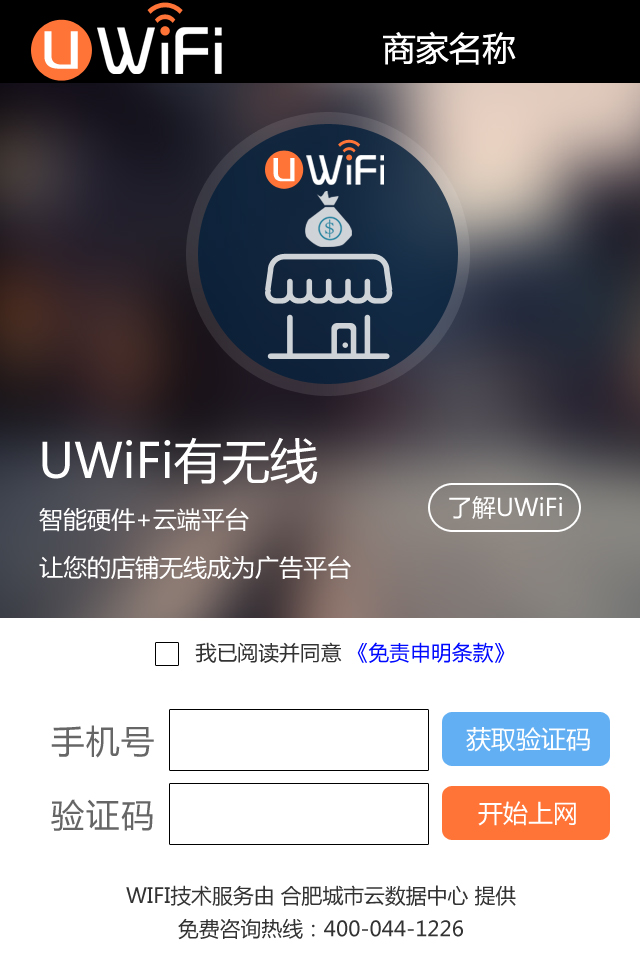 UWiFi
商家名称
UWiFi
$
UWiFi有无线
智能硬件+云端平台
了解UWiFi
让您的店铺无线成为广告平台
我已阅读并同意 《免责申明条款》
手机号
获取验证码
验证码
开始上网
WIFI技术服务由 合肥城市云数据中心 提供
免费咨询热线：400-044-1226